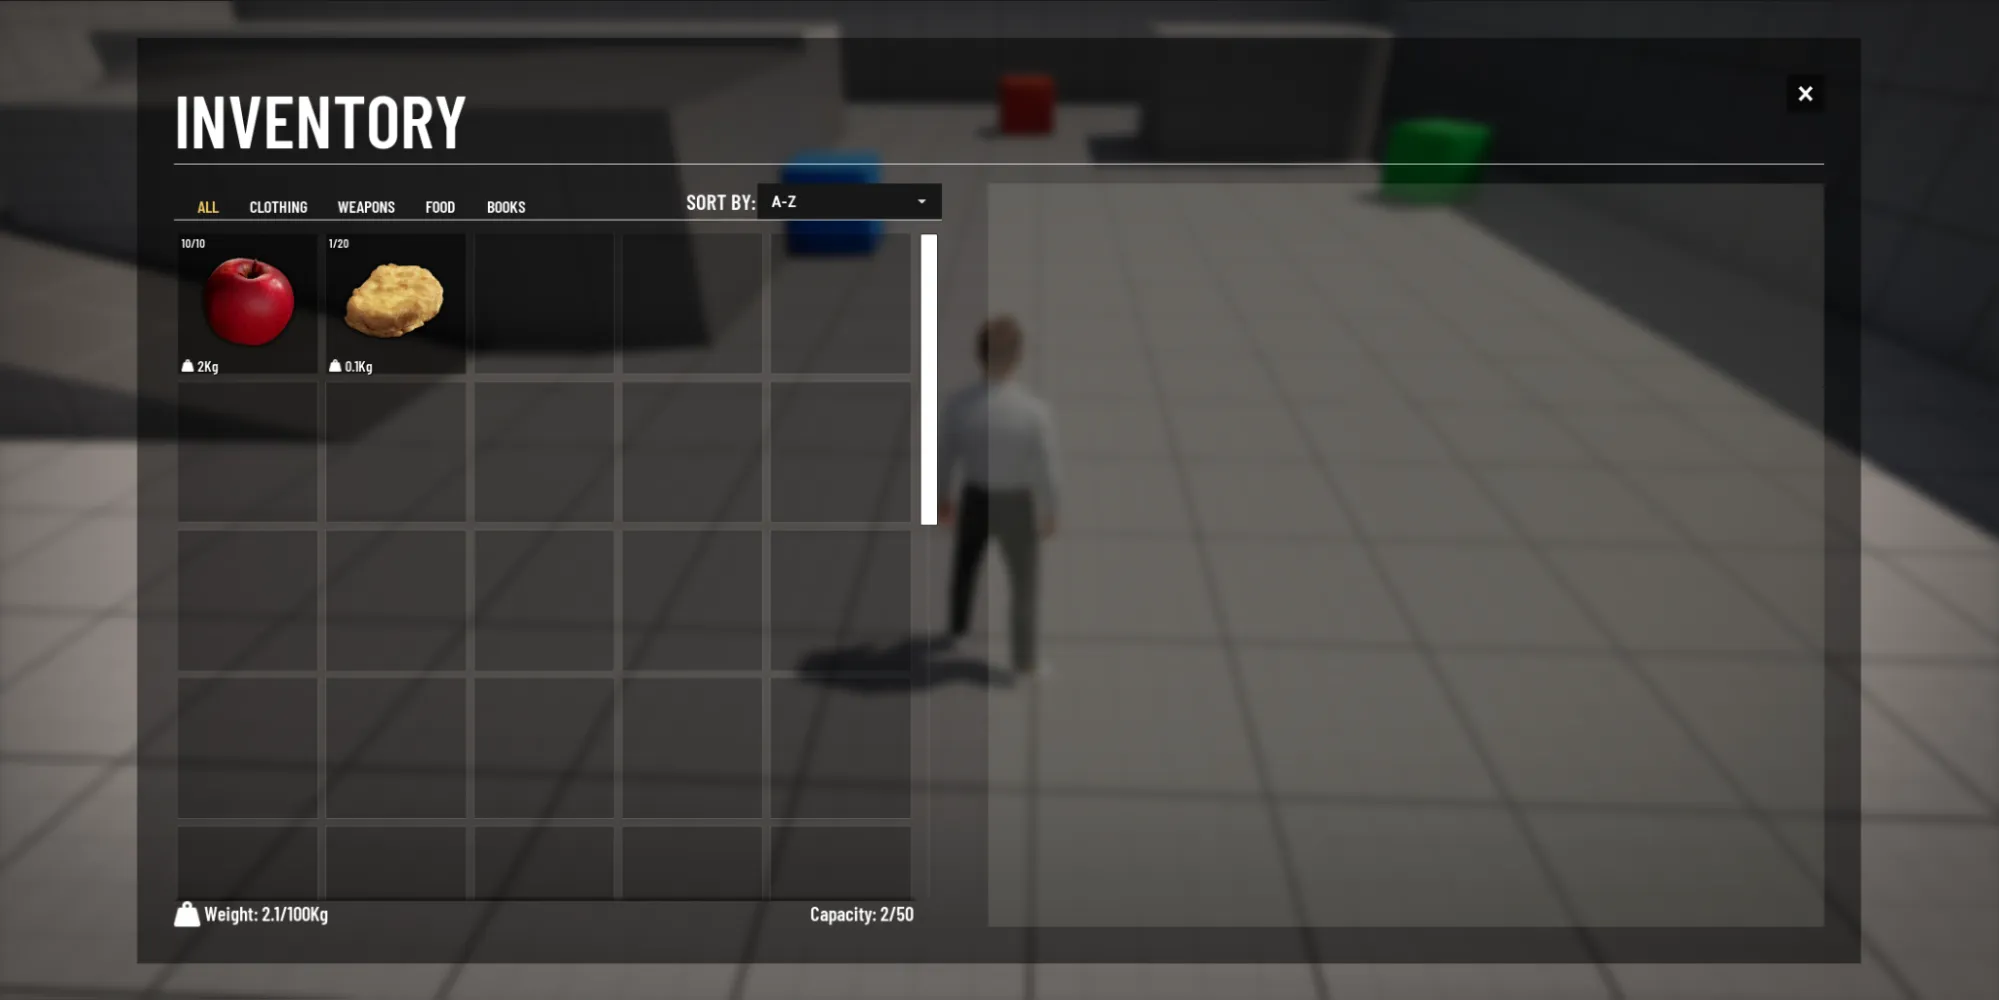 INVENTORY
ALL CLOTHING WEAPONS FOOD BOOKS
SORT BY: A-Z
10/10
2Kg
1/20
0.1Kg
Weight: 2.1/100Kg
Capacity: 2/50